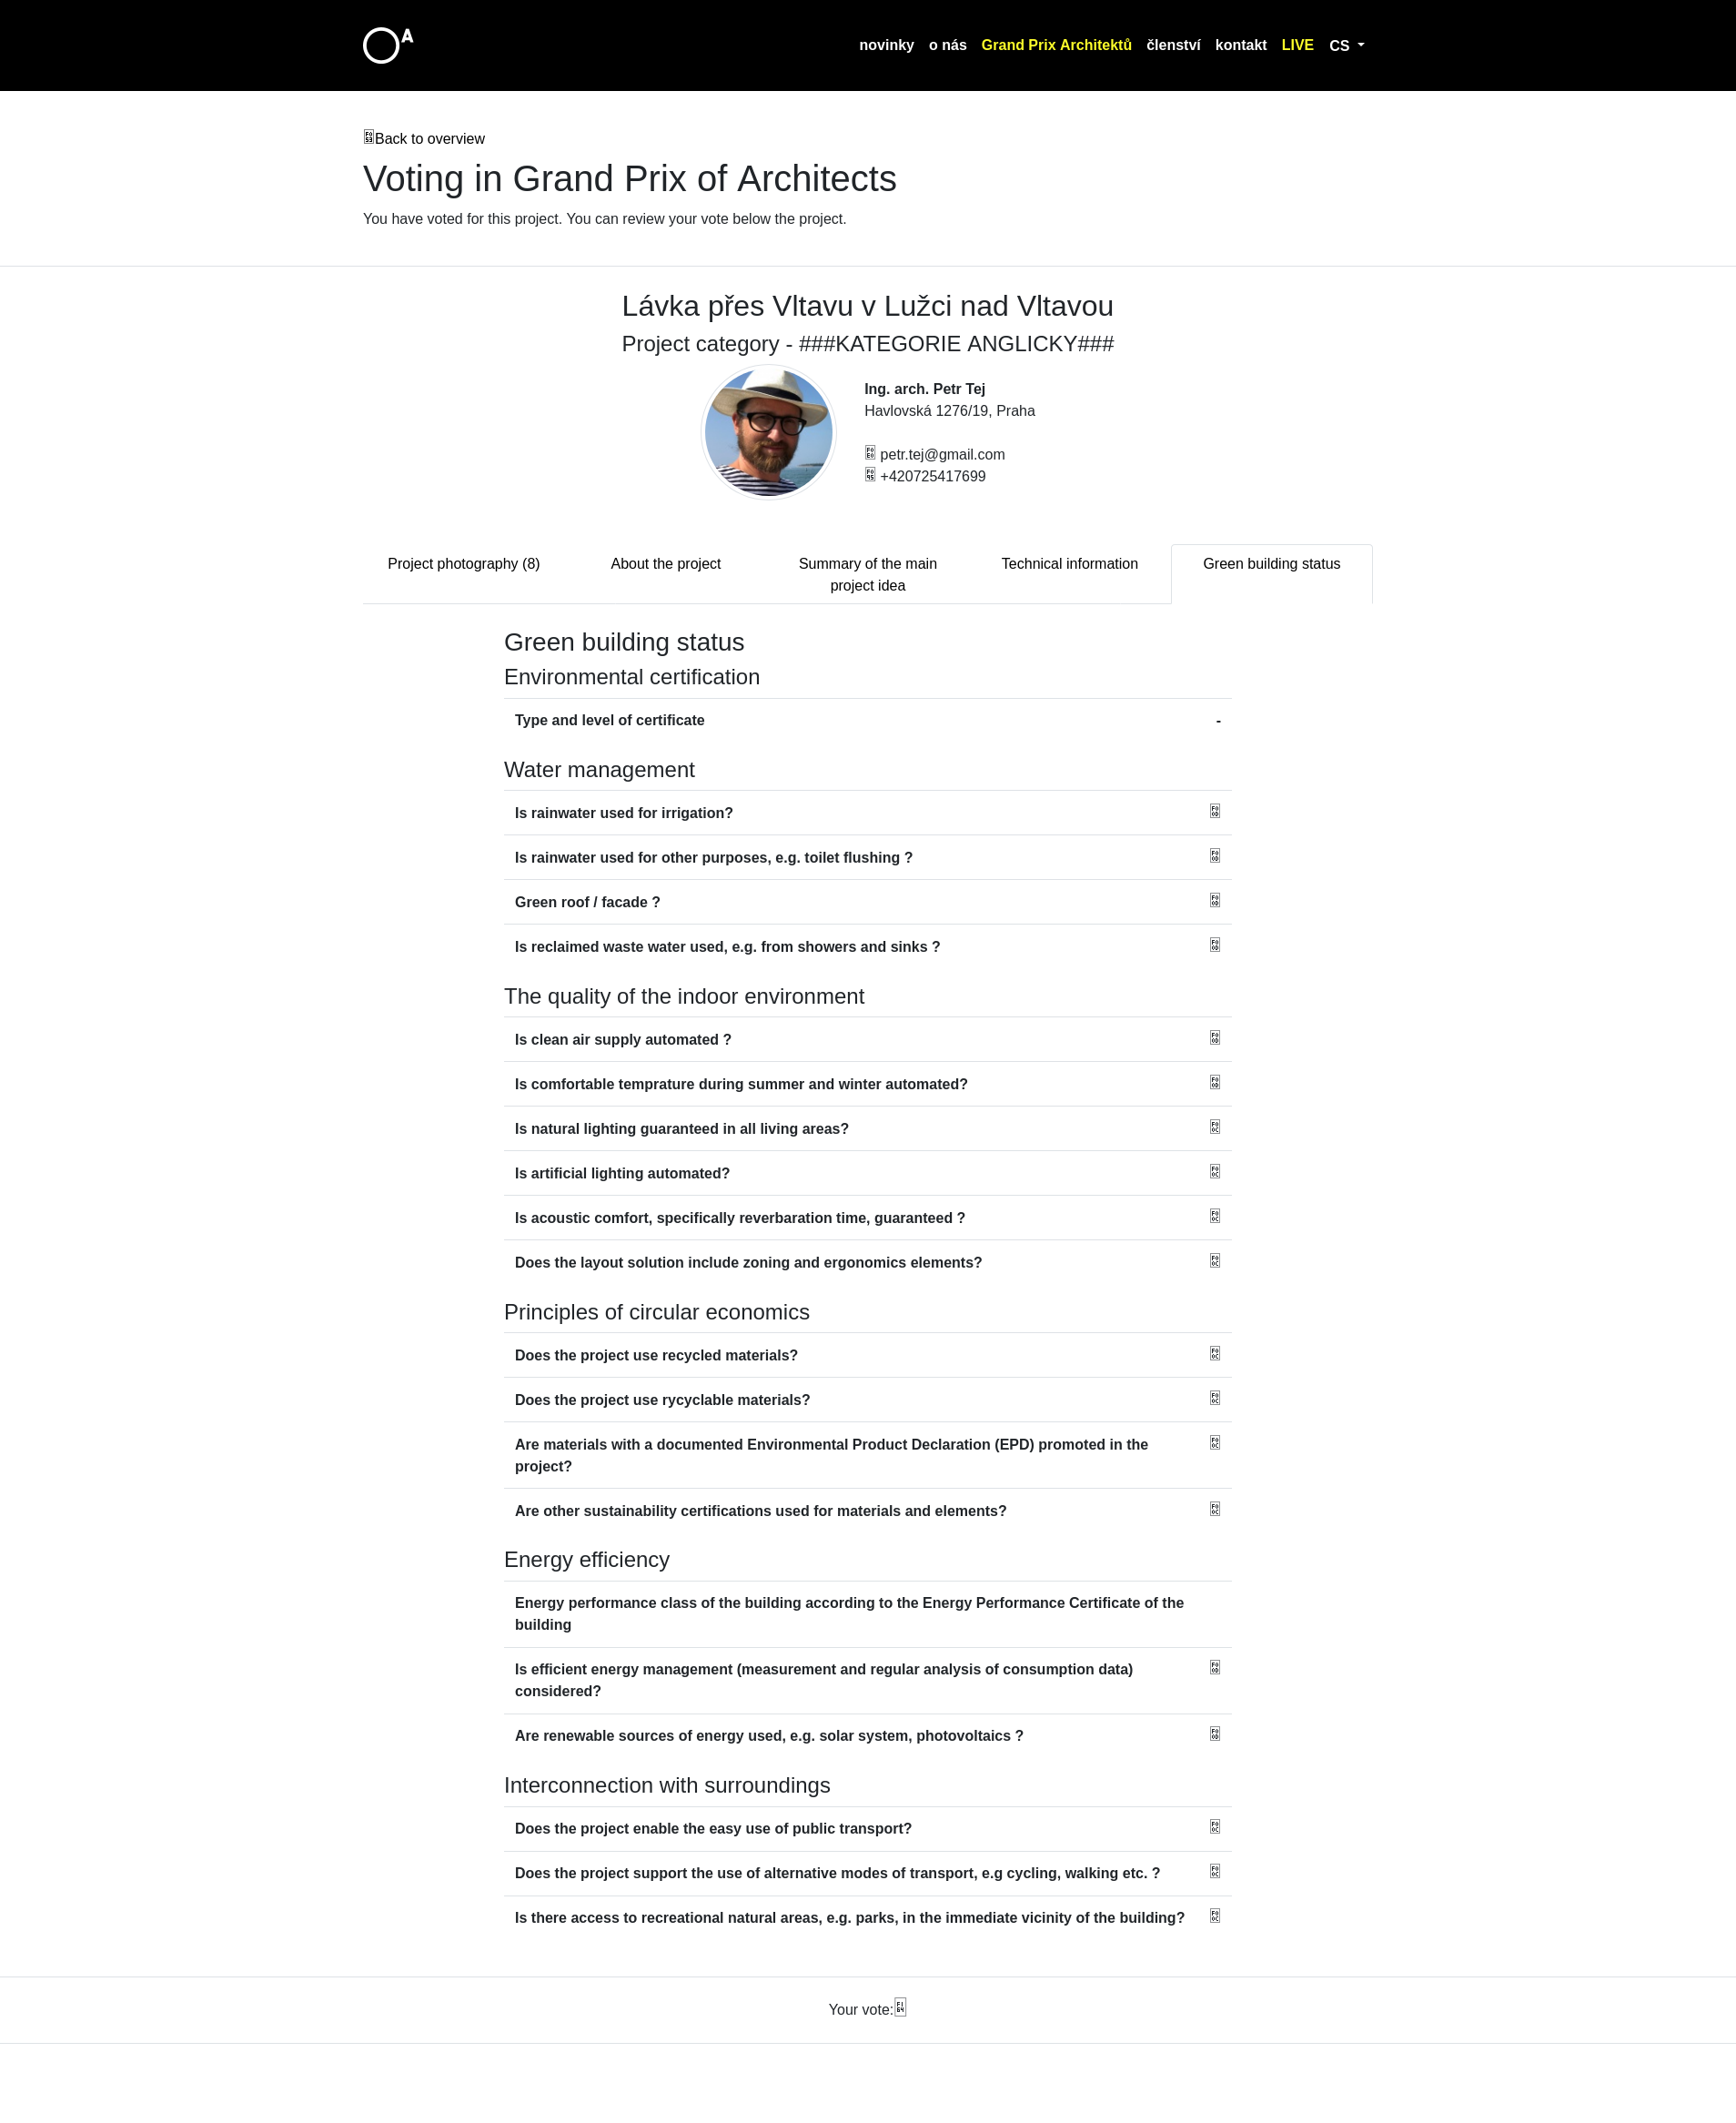 A
novinky o nás Grand Prix Architektů členství kontakt LIVE CS
Back to overview
Voting in Grand Prix of Architects
You have voted for this project. You can review your vote below the project.
Lávka přes Vltavu v Lužci nad Vltavou
Project category - ###KATEGORIE ANGLICKY###
Ing. arch. Petr Tej
Havlovská 1276/19, Praha
petr.tej@gmail.com
+420725417699
Project photography (8) About the project Summary of the main project idea Technical information Green building status
Green building status
Environmental certification
Type and level of certificate -
Water management
Is rainwater used for irrigation?
Is rainwater used for other purposes, e.g. toilet flushing ?
Green roof / facade ?
Is reclaimed waste water used, e.g. from showers and sinks ?
The quality of the indoor environment
Is clean air supply automated ?
Is comfortable temprature during summer and winter automated?
Is natural lighting guaranteed in all living areas?
Is artificial lighting automated?
Is acoustic comfort, specifically reverbaration time, guaranteed ?
Does the layout solution include zoning and ergonomics elements?
Principles of circular economics
Does the project use recycled materials?
Does the project use rycyclable materials?
Are materials with a documented Environmental Product Declaration (EPD) promoted in the
project?
Are other sustainability certifications used for materials and elements?
Energy efficiency
Energy performance class of the building according to the Energy Performance Certificate of the
building
Is efficient energy management (measurement and regular analysis of consumption data)
considered?
Are renewable sources of energy used, e.g. solar system, photovoltaics ?
Interconnection with surroundings
Does the project enable the easy use of public transport?
Does the project support the use of alternative modes of transport, e.g cycling, walking etc. ?
Is there access to recreational natural areas, e.g. parks, in the immediate vicinity of the building?
Your vote: